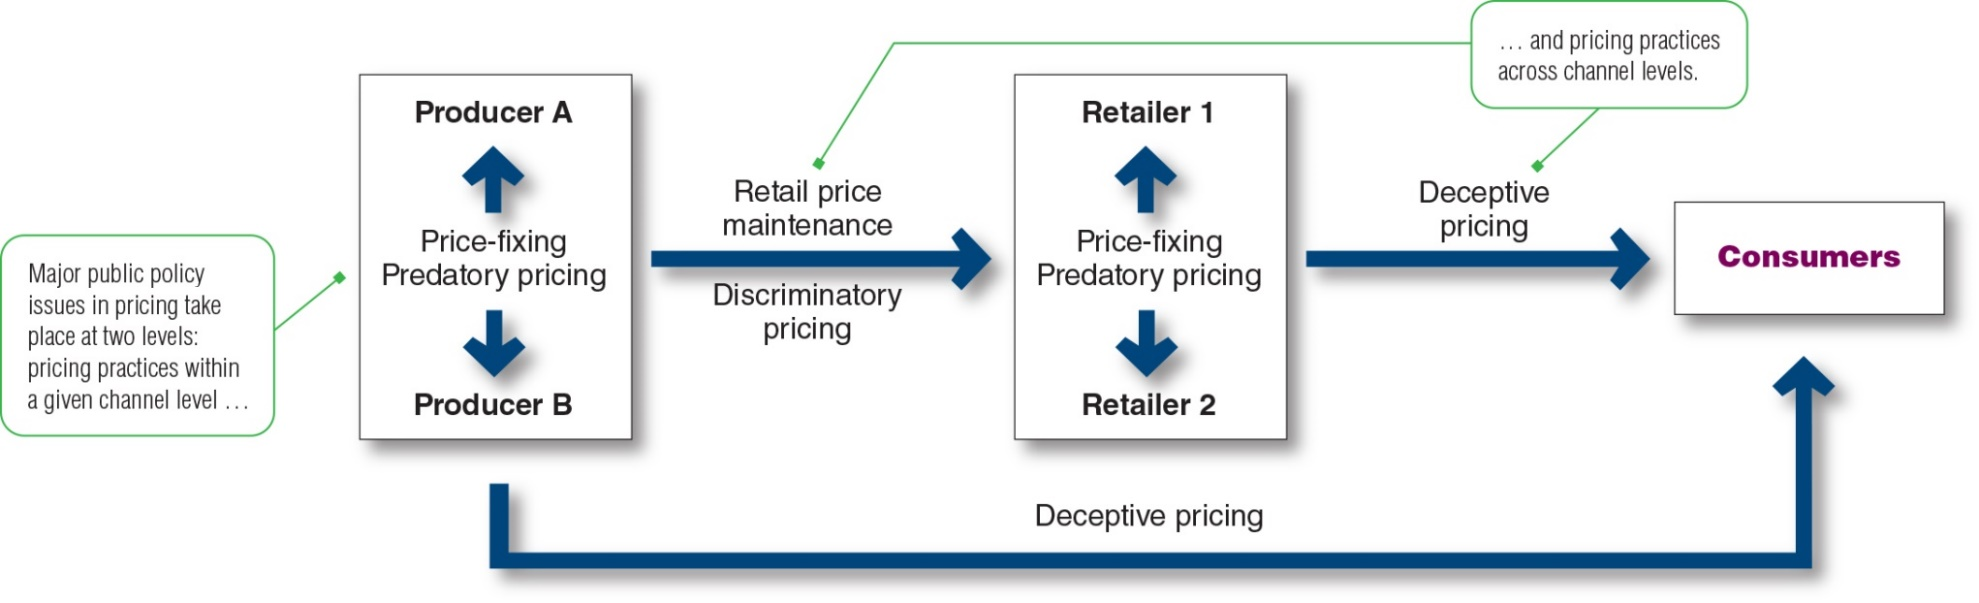 Major public policy
issues in pricing take
place at two levels:
pricing practices within
a given channel level …
Producer A
Price-fixing
Predatory pricing
Producer B
Retail price
maintenance
Discriminatory
pricing
Retailer 1
Price-fixing
Predatory pricing
Retailer 2
… and pricing practices
across channel levels.
Deceptive
pricing
Consumers
Deceptive pricing